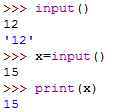 >>> input()
12
'12'
>>> x=input()
15
>>> print(x)
15